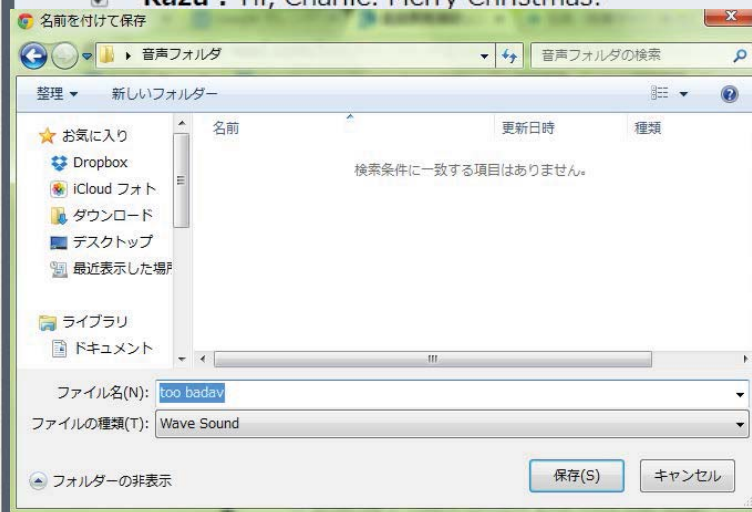 Kazu : Hi, Charlie. Merry Christmas!
名前を付けて保存
音声フォルダ
音声フォルダの検索
整理 新しいフォルダー
お気に入り
Dropbox
iCloud フォト
ダウンロード
デスクトップ
最近表示した場所
ライブラリ
ドキュメント
名前 更新日時 種類
検索条件に一致する項目はありません。
ファイル名(N): too badav
ファイルの種類(T): Wave Sound
フォルダーの非表示
保存(S) キャンセル